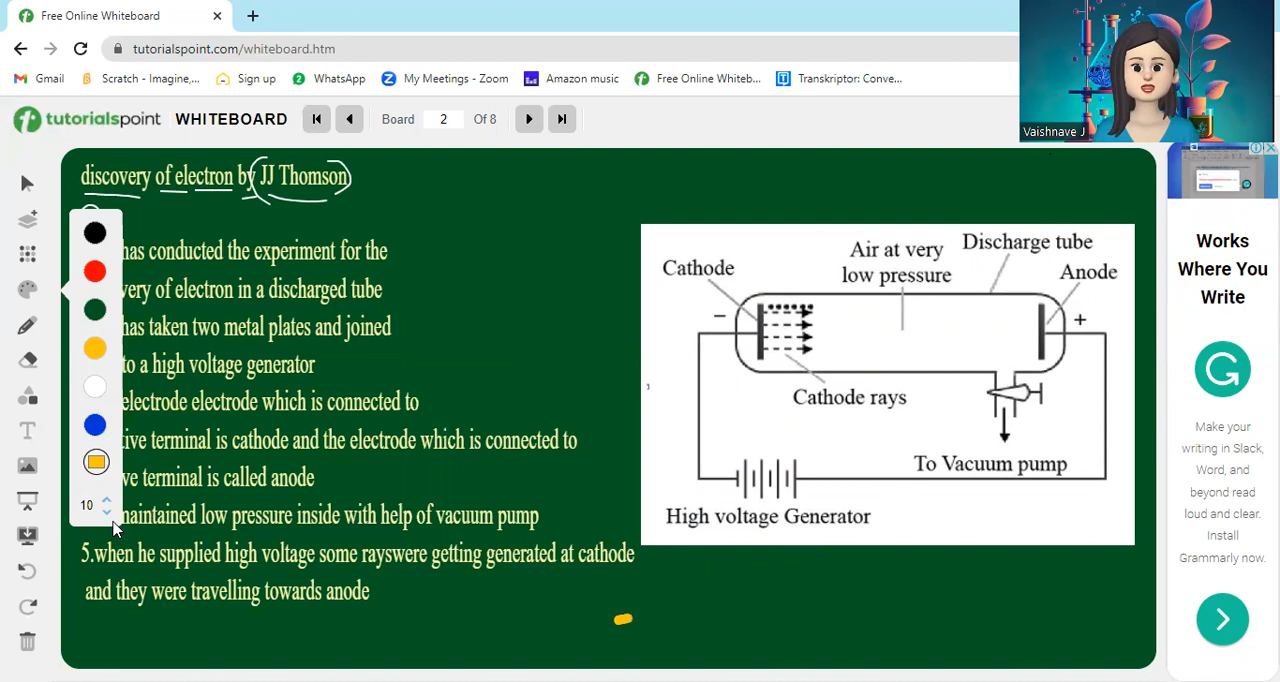 Free Online Whiteboard
tutorialspoint.com/whiteboard.htm
Gmail
Scratch - Imagine,...
Sign up
WhatsApp
My Meetings - Zoom
Amazon music
Free Online Whiteb...
Transkriptor: Conve...
Vaishnave J
tutorialspoint
WHITEBOARD
Board 2 Of 8
discovery of electron by JJ Thomson
has conducted the experiment for the
very of electron in a discharged tube
has taken two metal plates and joined
to a high voltage generator
electrode electrode which is connected to
tive terminal is cathode and the electrode which is connected to
ve terminal is called anode
maintained low pressure inside with help of vacuum pump
5.when he supplied high voltage some rayswere getting generated at cathode
and they were travelling towards anode
10
Cathode
Air at very
low pressure
Discharge tube
Anode
−
+
Cathode rays
To Vacuum pump
High voltage Generator
Works
Where You
Write
Make your
writing in Slack,
Word, and
beyond read
loud and clear.
Install
Grammarly now.